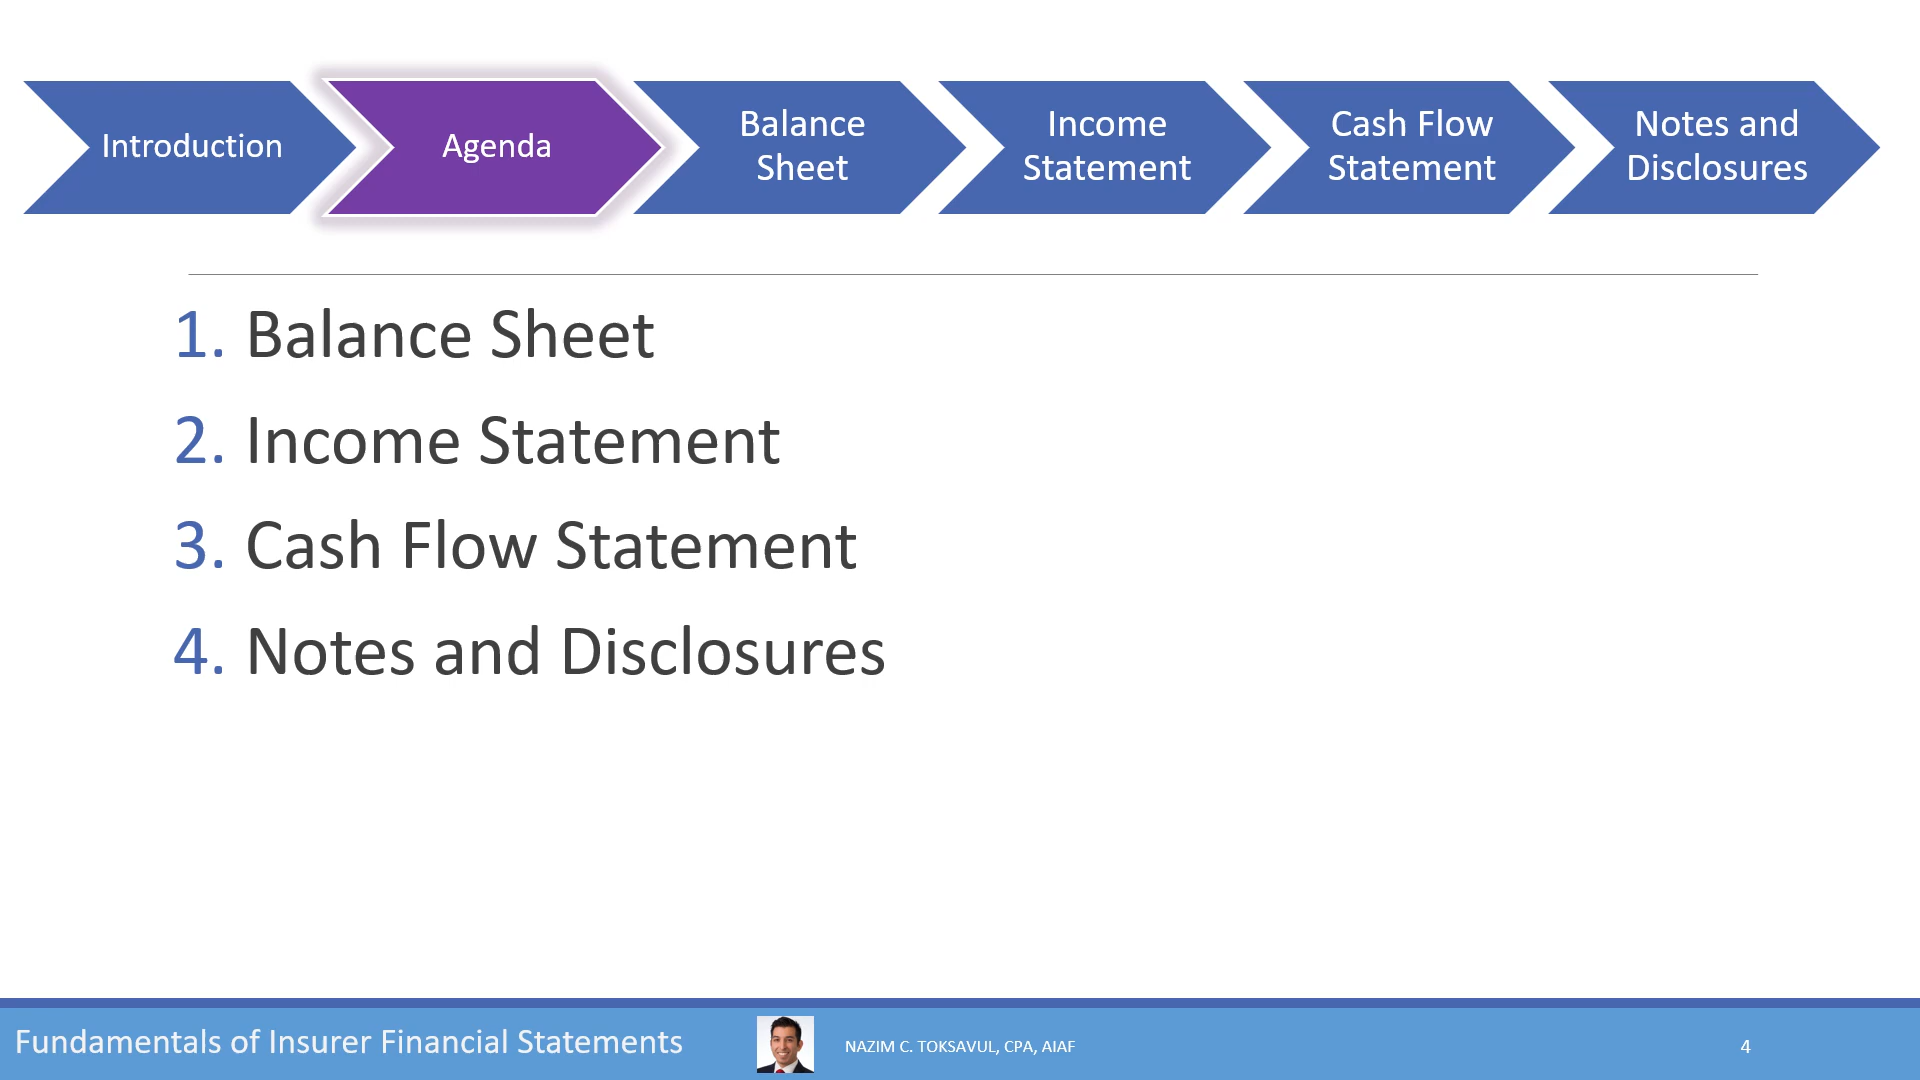 Introduction
Agenda
Balance
Sheet
Income
Statement
Cash Flow
Statement
Notes and
Disclosures
1. Balance Sheet
2. Income Statement
3. Cash Flow Statement
4. Notes and Disclosures
Fundamentals of Insurer Financial Statements
NAZIM C. TOKSAVUL, CPA, AIAF
4